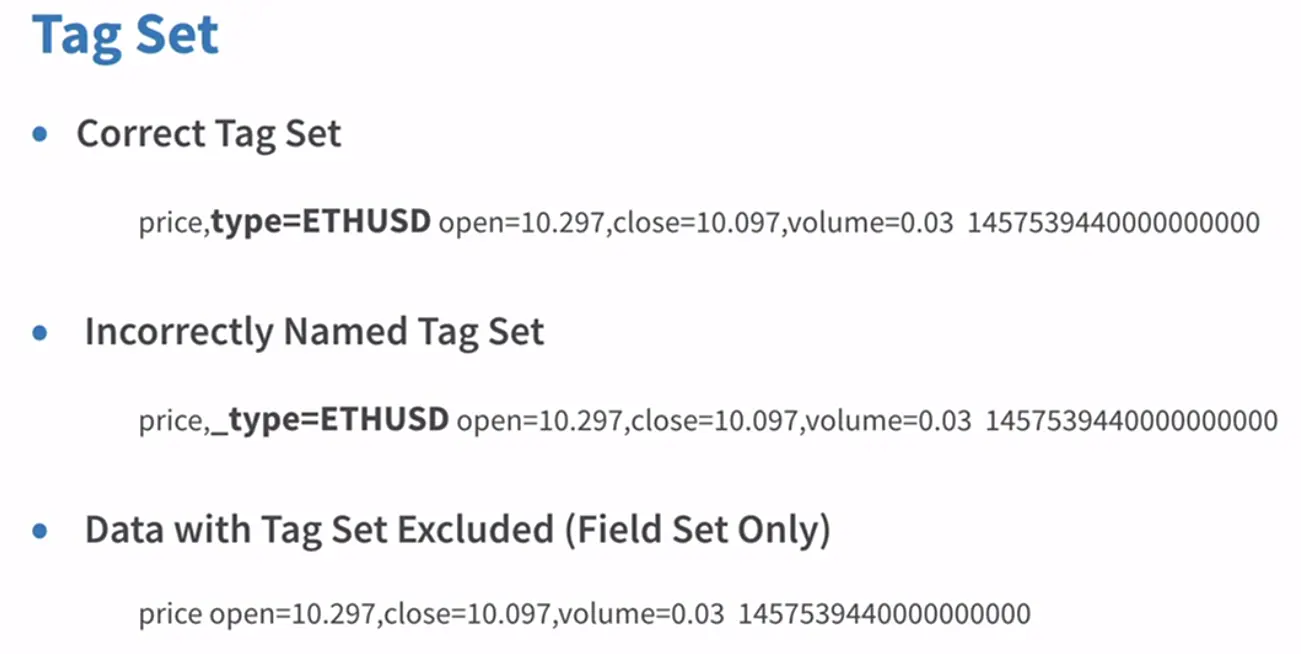 Tag Set
• Correct Tag Set
price,type=ETHUSD open=10.297,close=10.097,volume=0.03 1457539440000000000
• Incorrectly Named Tag Set
price,_type=ETHUSD open=10.297,close=10.097,volume=0.03 1457539440000000000
• Data with Tag Set Excluded (Field Set Only)
price open=10.297,close=10.097,volume=0.03 1457539440000000000